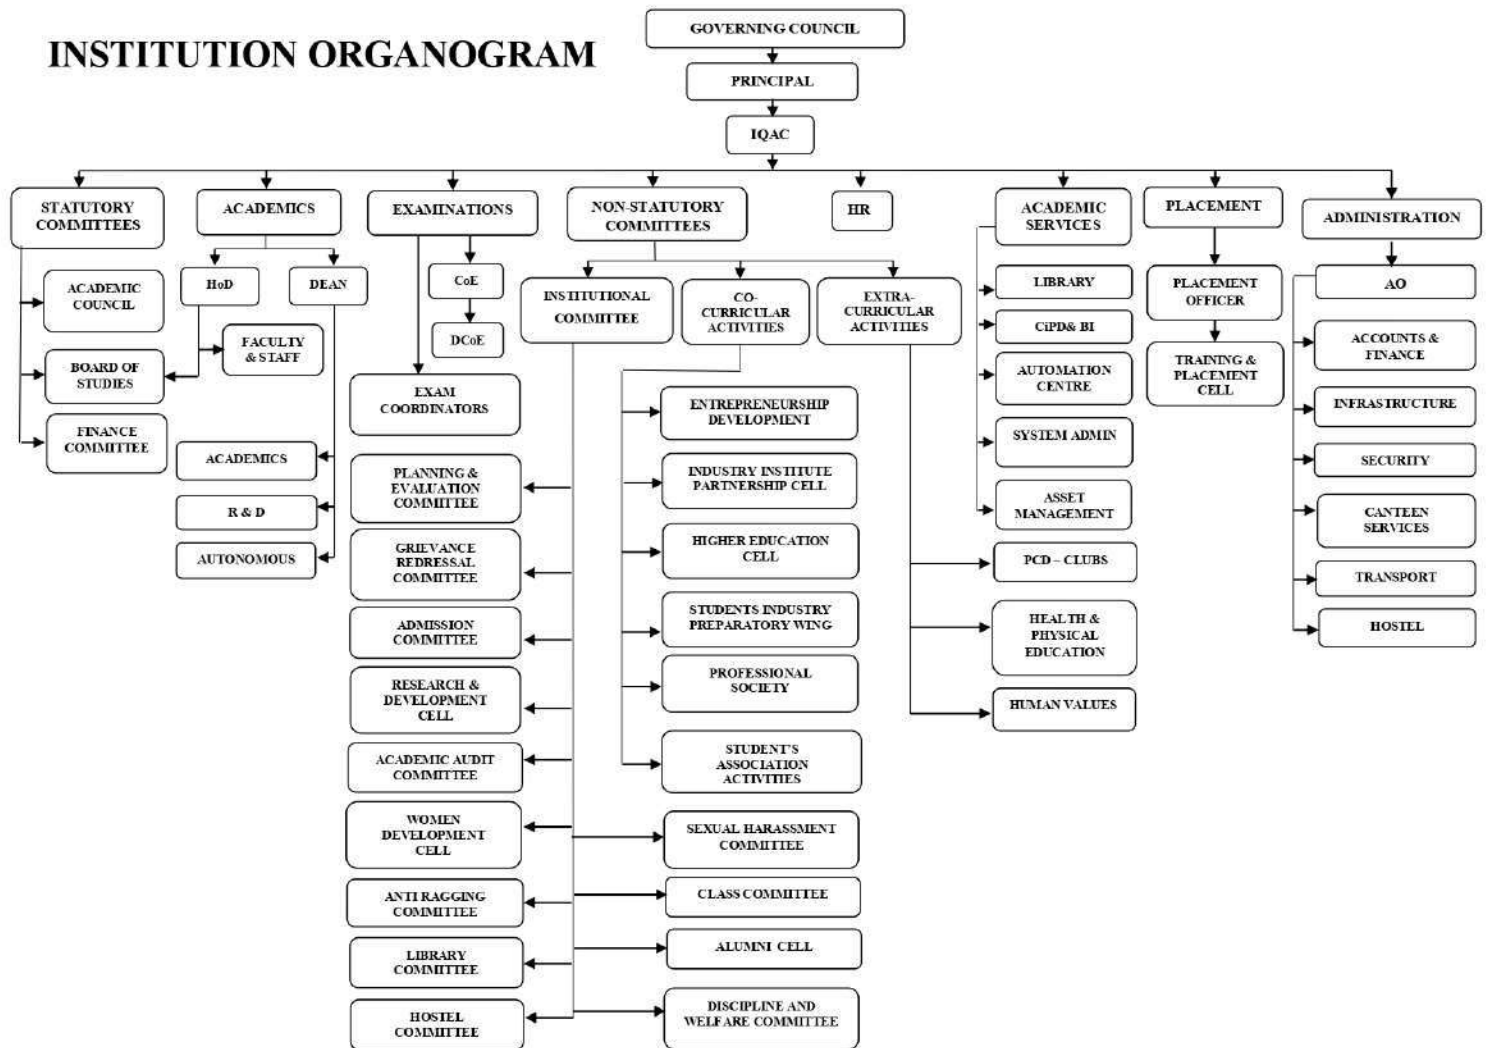 INSTITUTION ORGANOGRAM
GOVERNING COUNCIL
PRINCIPAL
IQAC
STATUTORY
COMMITTEES
ACADEMICS
EXAMINATIONS
NON-STATUTORY
COMMITTEES
HR
ACADEMIC
SERVICES
PLACEMENT
ADMINISTRATION
ACADEMIC
COUNCIL
BOARD OF
STUDIES
FINANCE
COMMITTEE
HoD
DEAN
FACULTY
& STAFF
ACADEMICS
R & D
AUTONOMOUS
CoE
DCoE
EXAM
COORDINATORS
INSTITUTIONAL
COMMITTEE
CO-
CURRICULAR
ACTIVITIES
EXTRA-
CURRICULAR
ACTIVITIES
PLANNING &
EVALUATION
COMMITTEE
GRIEVANCE
REDRESSAL
COMMITTEE
ADMISSION
COMMITTEE
RESEARCH &
DEVELOPMENT
CELL
ACADEMIC AUDIT
COMMITTEE
WOMEN
DEVELOPMENT
CELL
ANTI RAGGING
COMMITTEE
LIBRARY
COMMITTEE
HOSTEL
COMMITTEE
ENTREPRENEURSHIP
DEVELOPMENT
INDUSTRY INSTITUTE
PARTNERSHIP CELL
HIGHER EDUCATION
CELL
STUDENTS INDUSTRY
PREPARATORY WING
PROFESSIONAL
SOCIETY
STUDENT'S
ASSOCIATION
ACTIVITIES
SEXUAL HARASSMENT
COMMITTEE
CLASS COMMITTEE
ALUMNI CELL
DISCIPLINE AND
WELFARE COMMITTEE
LIBRARY
CiPD& BI
AUTOMATION
CENTRE
SYSTEM ADMIN
ASSET
MANAGEMENT
PCD – CLUBS
HEALTH &
PHYSICAL
EDUCATION
HUMAN VALUES
PLACEMENT
OFFICER
TRAINING &
PLACEMENT
CELL
AO
ACCOUNTS &
FINANCE
INFRASTRUCTURE
SECURITY
CANTEEN
SERVICES
TRANSPORT
HOSTEL